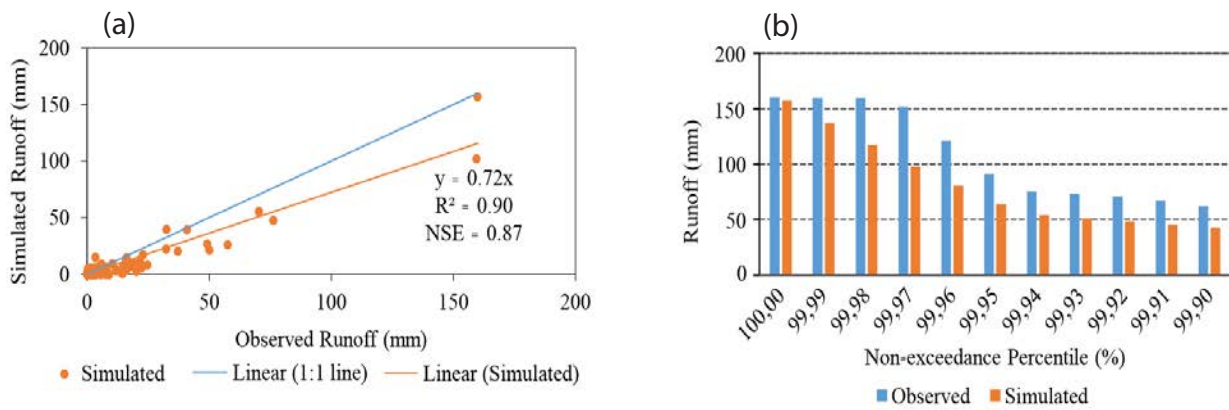 (a)
Simulated Runoff (mm)
200
150
100
50
0
y = 0.72x
R² = 0.90
NSE = 0.87
0 50 100 150 200
Observed Runoff (mm)
Simulated Linear (1:1 line) Linear (Simulated)
(b)
Runoff (mm)
200
150
100
50
0
100,00 99,99 99,98 99,97 99,96 99,95 99,94 99,93 99,92 99,91 99,90
Non-exceedance Percentile (%)
Observed Simulated